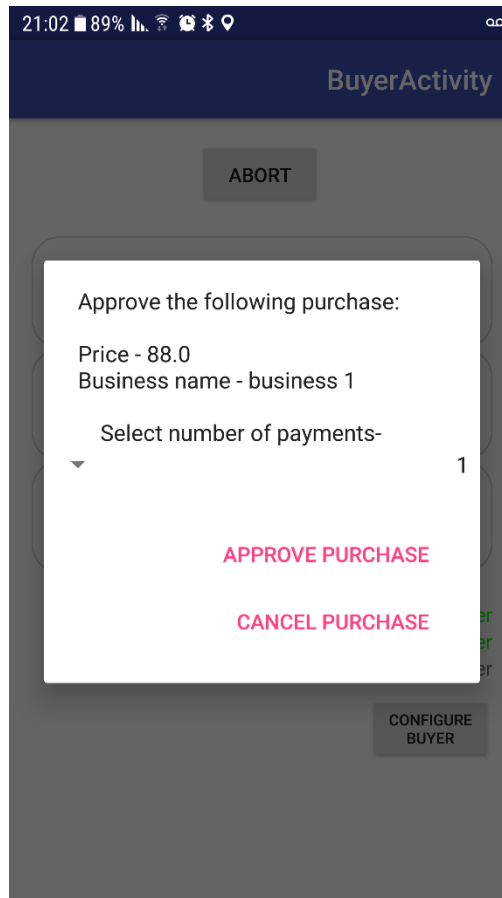 21:02 89%
BuyerActivity
ABORT
Approve the following purchase:
Price - 88.0
Business name - business 1
Select number of payments-
1
APPROVE PURCHASE
CANCEL PURCHASE
CONFIGURE
BUYER